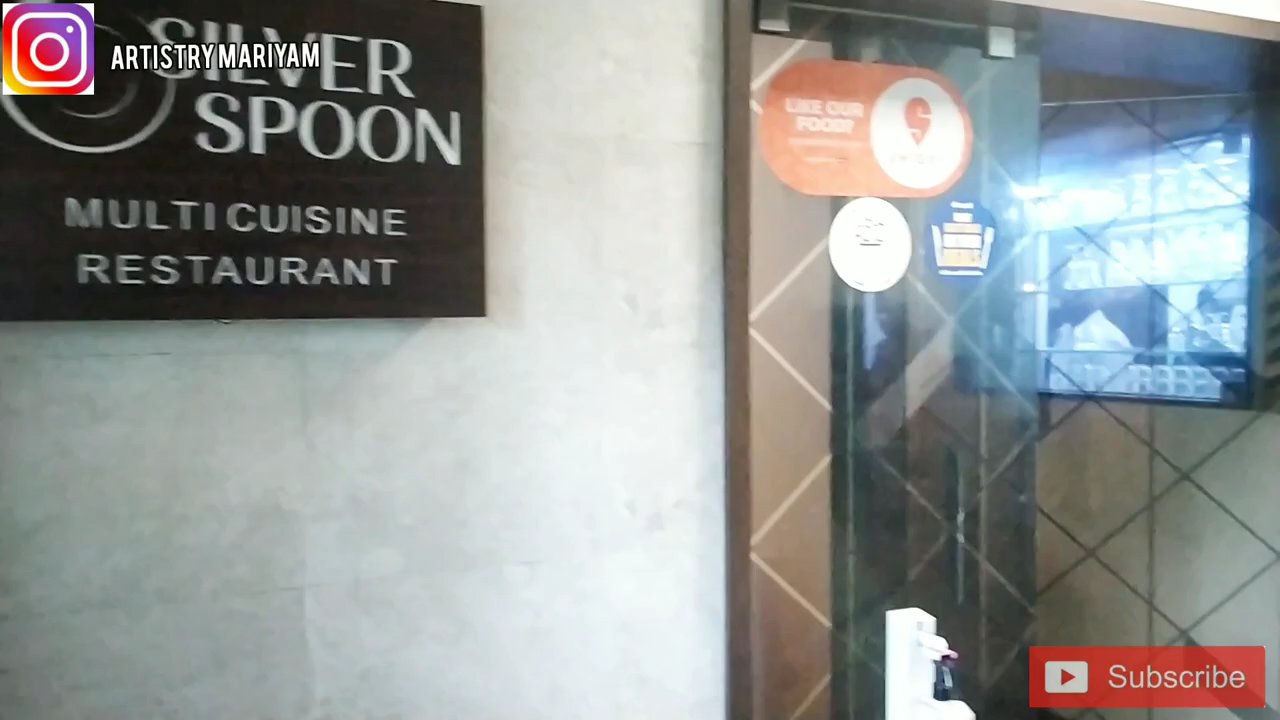 ARTISTRY MARIYAM
SILVER
SPOON
MULTI CUISINE
RESTAURANT
LIKE OUR
FOOD?
Subscribe